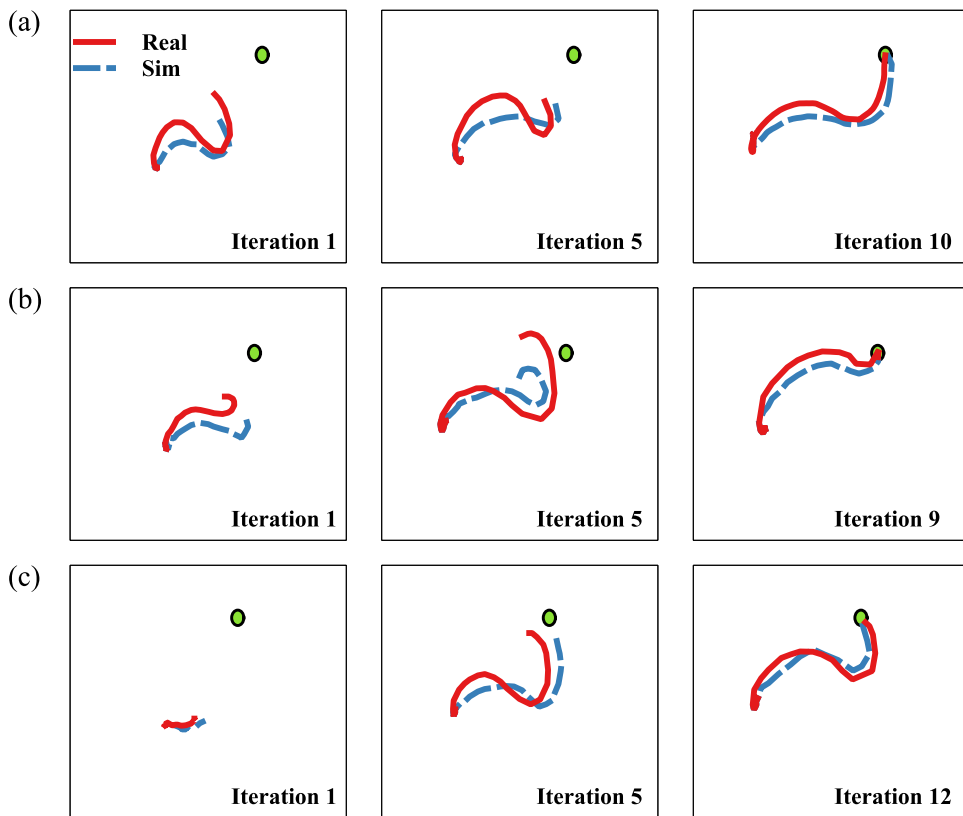 (a)
Real
Sim
Iteration 1
Iteration 5
Iteration 10
(b)
Iteration 1
Iteration 5
Iteration 9
(c)
Iteration 1
Iteration 5
Iteration 12